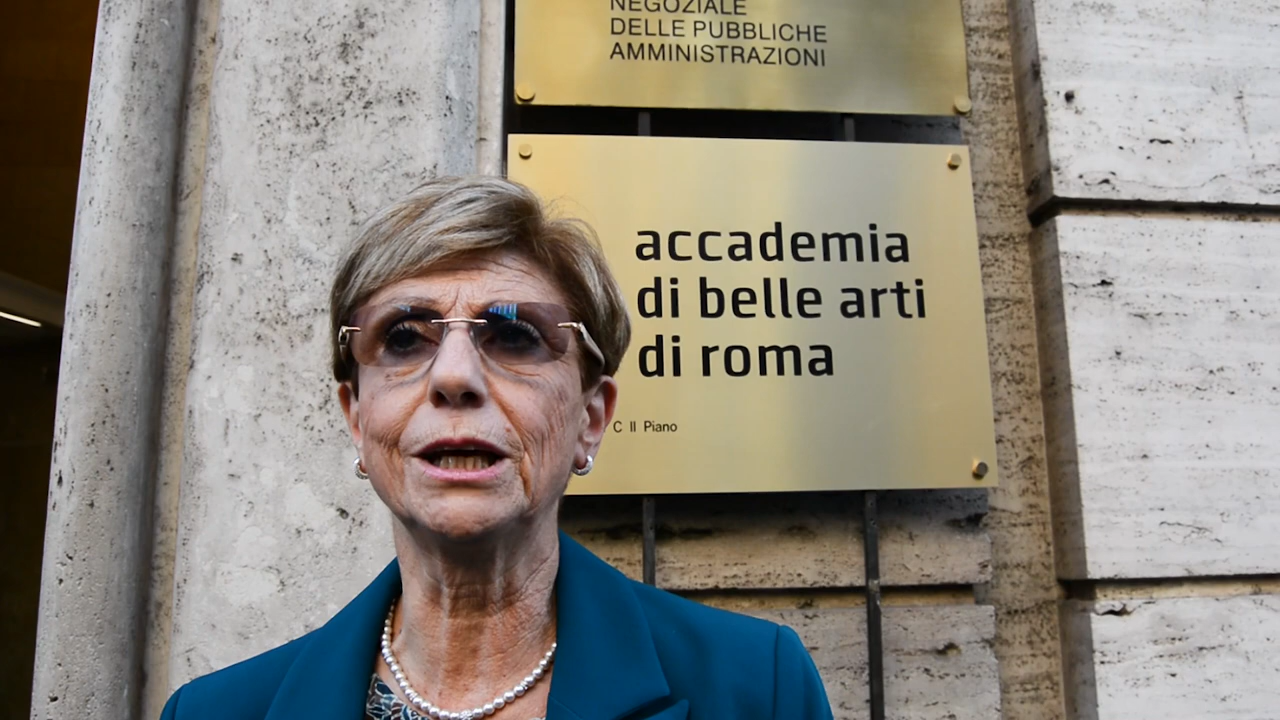 NEGOZIALE
DELLE PUBBLICHE
AMMINISTRAZIONI
accademia
di belle arti
di roma
C II Piano